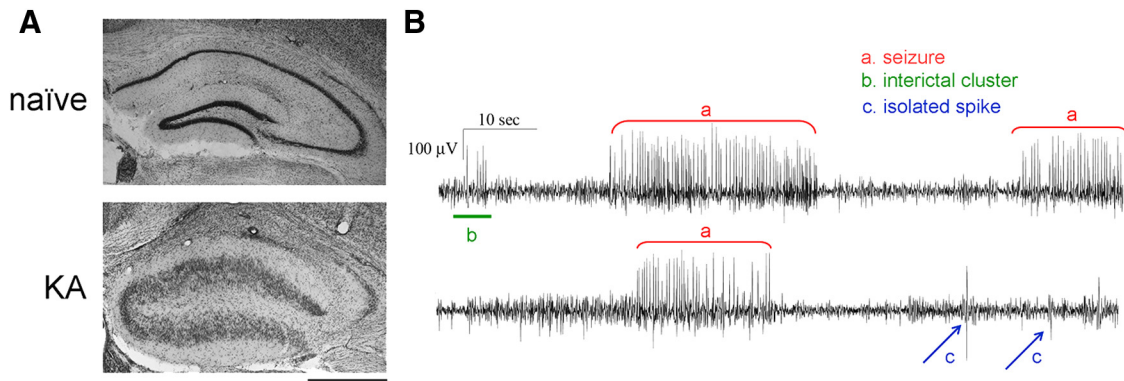 A
naïve
KA
B
a. seizure
b. interictal cluster
c. isolated spike
10 sec
100 µV
a
a
b
a
c
c